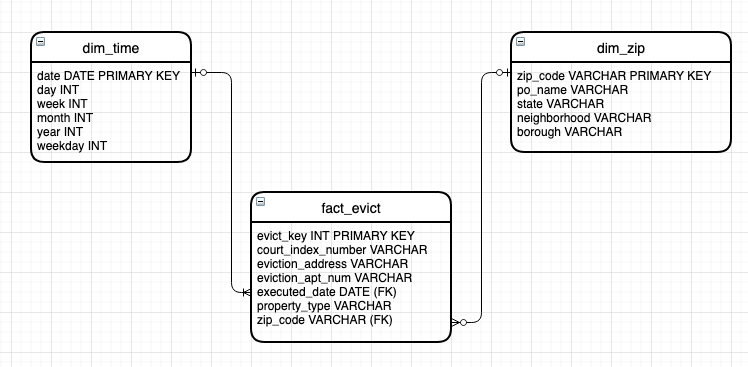 dim_time
date DATE PRIMARY KEY
day INT
week INT
month INT
year INT
weekday INT
dim_zip
zip_code VARCHAR PRIMARY KEY
po_name VARCHAR
state VARCHAR
neighborhood VARCHAR
borough VARCHAR
fact_evict
evict_key INT PRIMARY KEY
court_index_number VARCHAR
eviction_address VARCHAR
eviction_apt_num VARCHAR
executed_date DATE (FK)
property_type VARCHAR
zip_code VARCHAR (FK)